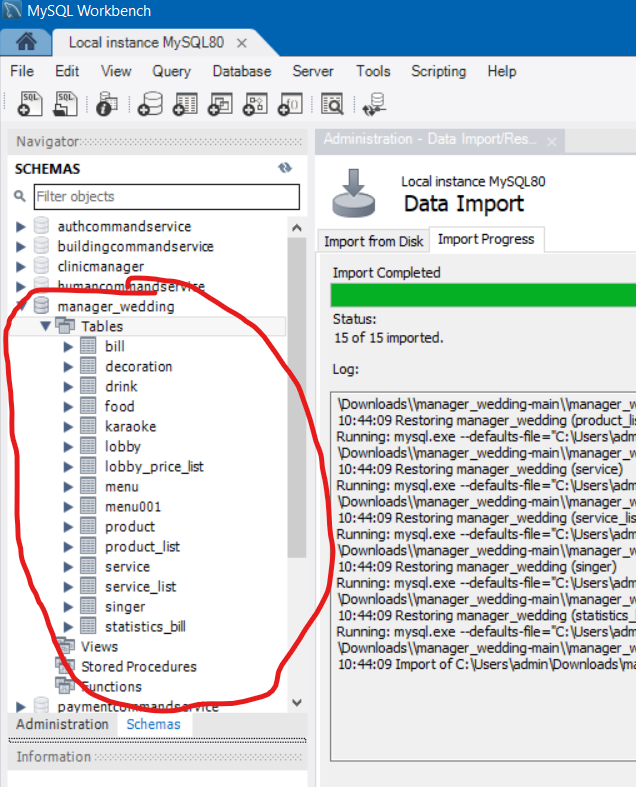 MySQL Workbench
Local instance MySQL80
File Edit View Query Database Server Tools Scripting Help
SQL SQL
Navigator
SCHEMAS
Filter objects
authcommandservice
buildingcommandservice
clinicmanager
humancommandservice
manager_wedding
Tables
bill
decoration
drink
food
karaoke
lobby
lobby_price_list
menu
menu001
product
product_list
service
service_list
singer
statistics_bill
Views
Stored Procedures
Functions
paymentcommandservice
Administration Schemas
Information
Administration - Data Import/Res...
Local instance MySQL80
Data Import
Import from Disk Import Progress
Import Completed
Status:
15 of 15 imported.
Log:
\Downloads\\manager_wedding-main\\manager_w
10:44:09 Restoring manager_wedding (product_lis
Running: mysql.exe --defaults-file="C:\Users\adm
\Downloads\\manager_wedding-main\\manager_w
10:44:09 Restoring manager_wedding (service)
Running: mysql.exe --defaults-file="C:\Users\adm
\Downloads\\manager_wedding-main\\manager_w
10:44:09 Restoring manager_wedding (service_lis
Running: mysql.exe --defaults-file="C:\Users\adm
\Downloads\\manager_wedding-main\\manager_w
10:44:09 Restoring manager_wedding (singer)
Running: mysql.exe --defaults-file="C:\Users\adm
\Downloads\\manager_wedding-main\\manager_w
10:44:09 Restoring manager_wedding (statistics_
Running: mysql.exe --defaults-file="C:\Users\adm
\Downloads\\manager_wedding-main\\manager_w
10:44:09 Import of C:\Users\admin\Downloads\ma